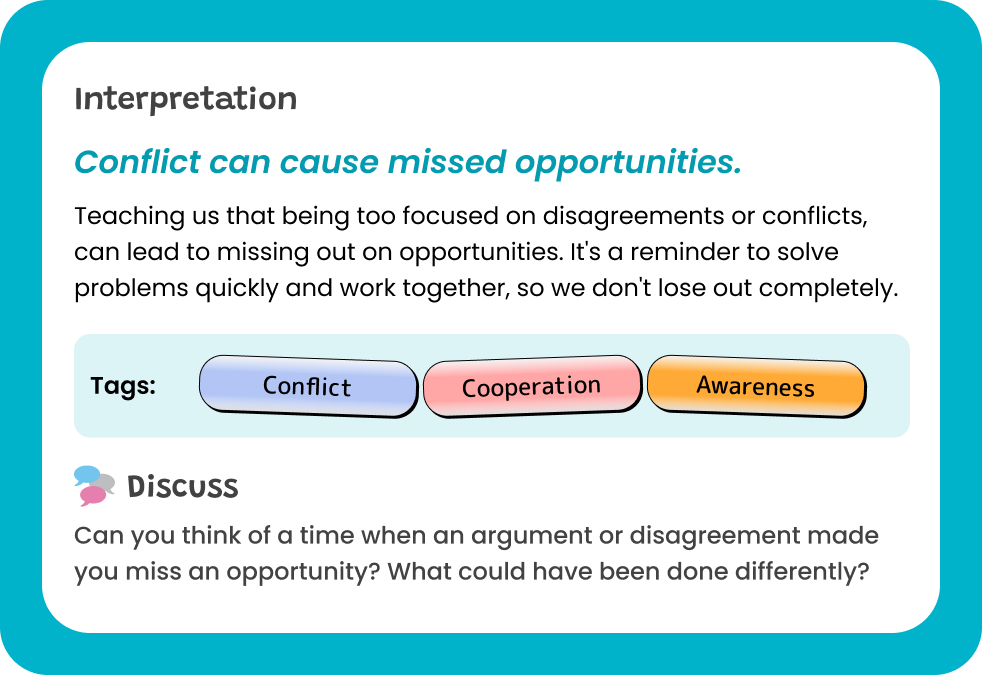 Interpretation
Conflict can cause missed opportunities.
Teaching us that being too focused on disagreements or conflicts,
can lead to missing out on opportunities. It's a reminder to solve
problems quickly and work together, so we don't lose out completely.
Tags: Conflict Cooperation Awareness
Discuss
Can you think of a time when an argument or disagreement made
you miss an opportunity? What could have been done differently?